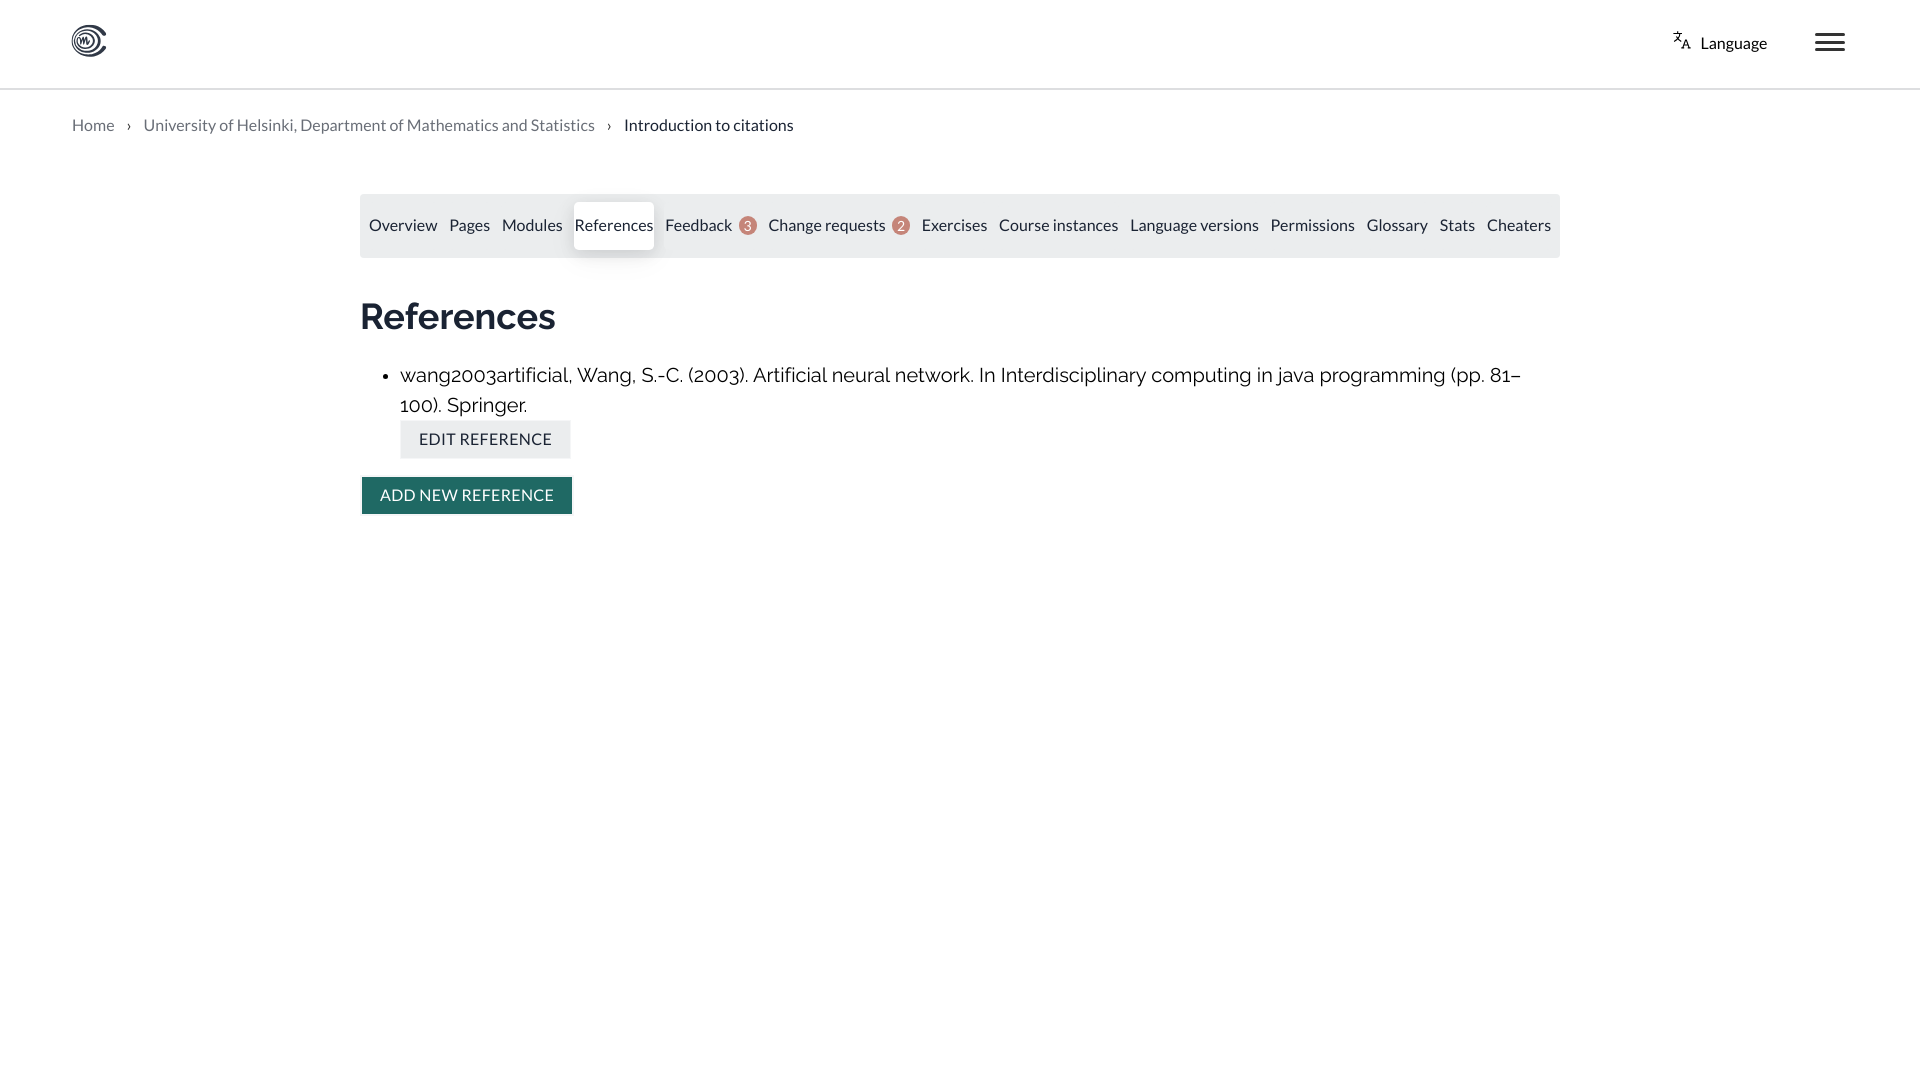 Language
Home › University of Helsinki, Department of Mathematics and Statistics › Introduction to citations
Overview Pages Modules References Feedback 3 Change requests 2 Exercises Course instances Language versions Permissions Glossary Stats Cheaters
References
• wang2003artificial, Wang, S.-C. (2003). Artificial neural network. In Interdisciplinary computing in java programming (pp. 81–
100). Springer.
EDIT REFERENCE
ADD NEW REFERENCE